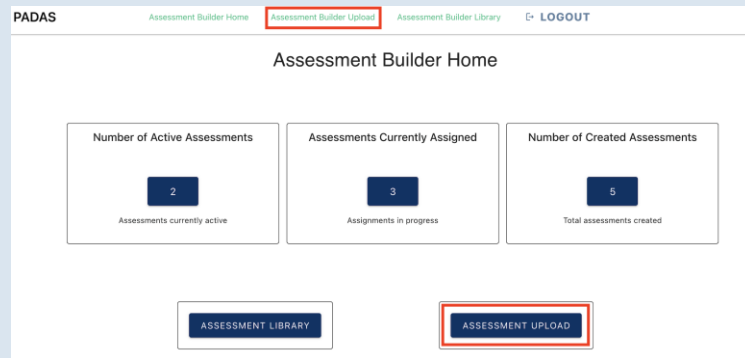 PADAS Assessment Builder Home Assessment Builder Upload Assessment Builder Library LOGOUT
Assessment Builder Home
Number of Active Assessments Assessments Currently Assigned Number of Created Assessments
2 3 5
Assessments currently active Assignments in progress Total assessments created
ASSESSMENT LIBRARY ASSESSMENT UPLOAD